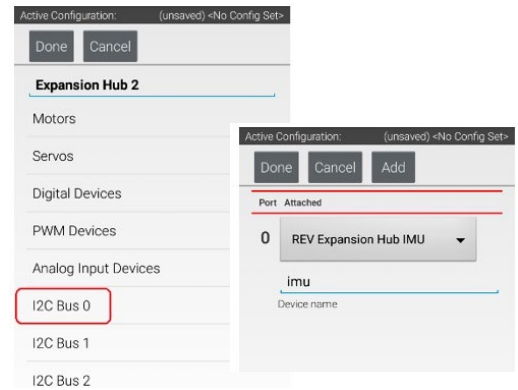 Active Configuration: (unsaved) <No Config Set>
Done Cancel
Expansion Hub 2
Motors
Servos
Digital Devices
PWM Devices
Analog Input Devices
I2C Bus 0
I2C Bus 1
I2C Bus 2
Active Configuration: (unsaved) <No Config Set>
Done Cancel Add
Port Attached
0 REV Expansion Hub IMU
imu
Device name